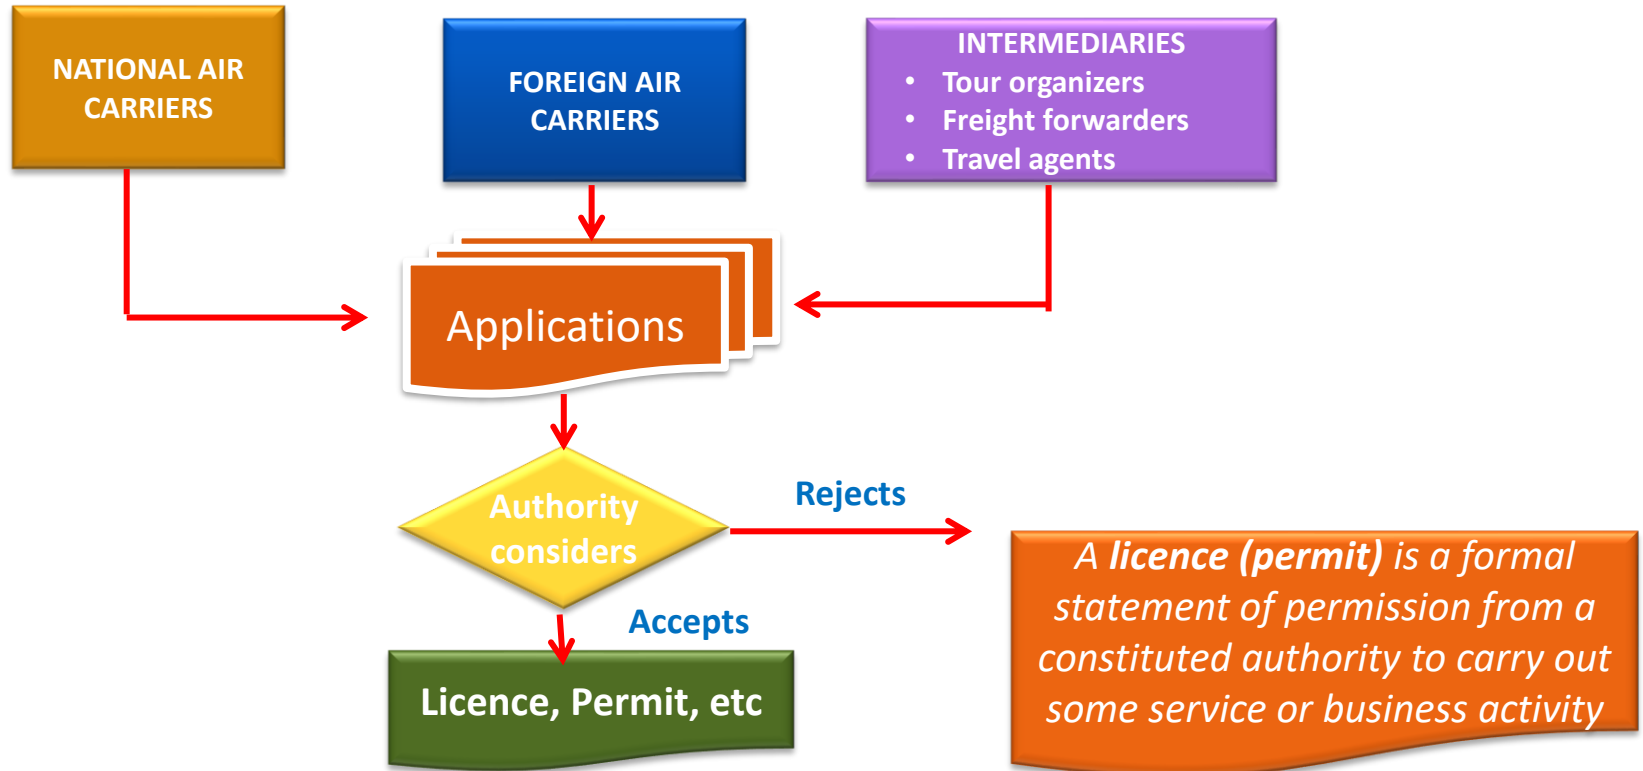 NATIONAL AIR
CARRIERS
FOREIGN AIR
CARRIERS
INTERMEDIARIES
• Tour organizers
• Freight forwarders
• Travel agents
Applications
Authority
considers
Rejects
Accepts
Licence, Permit, etc
A licence (permit) is a formal
statement of permission from a
constituted authority to carry out
some service or business activity